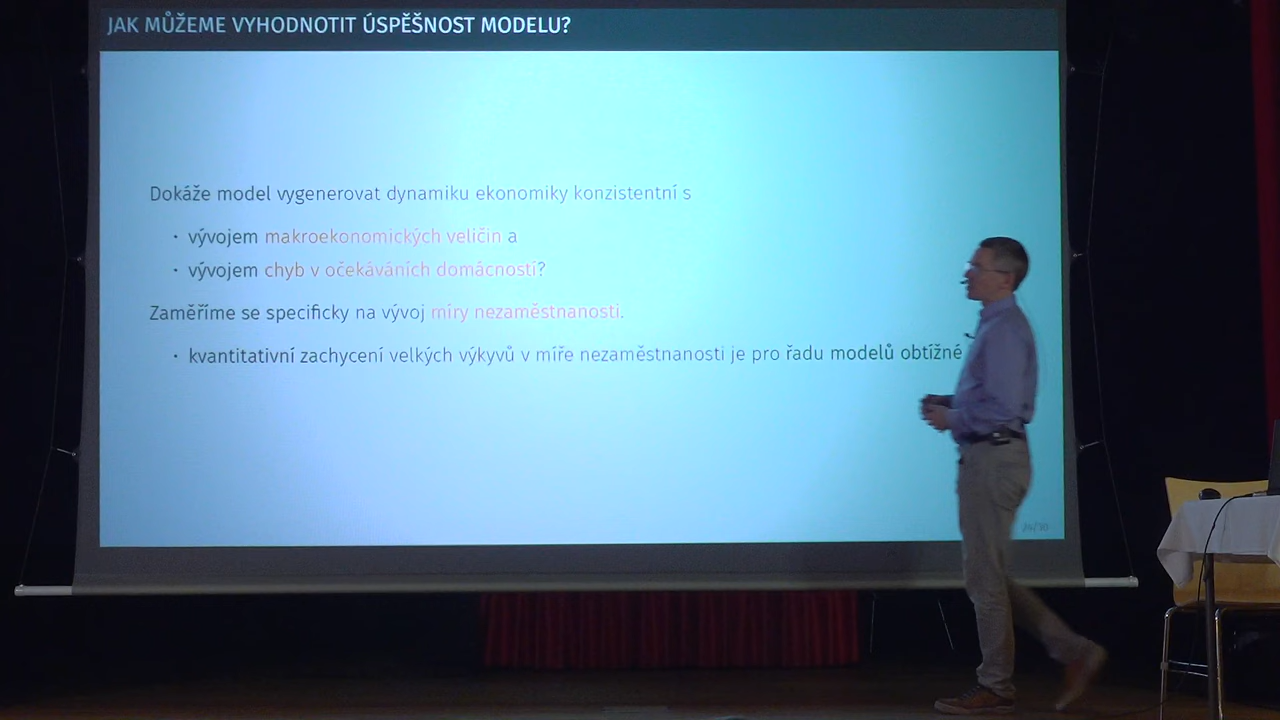 JAK MŮŽEME VYHODNOTIT ÚSPĚŠNOST MODELU?
Dokáže model vygenerovat dynamiku ekonomiky konzistentní s
· vývojem makroekonomických veličin a
· vývojem chyb v očekáváních domácností?
Zaměříme se specificky na vývoj míry nezaměstnanosti.
· kvantitativní zachycení velkých výkyvů v míře nezaměstnanosti je pro řadu modelů obtížné